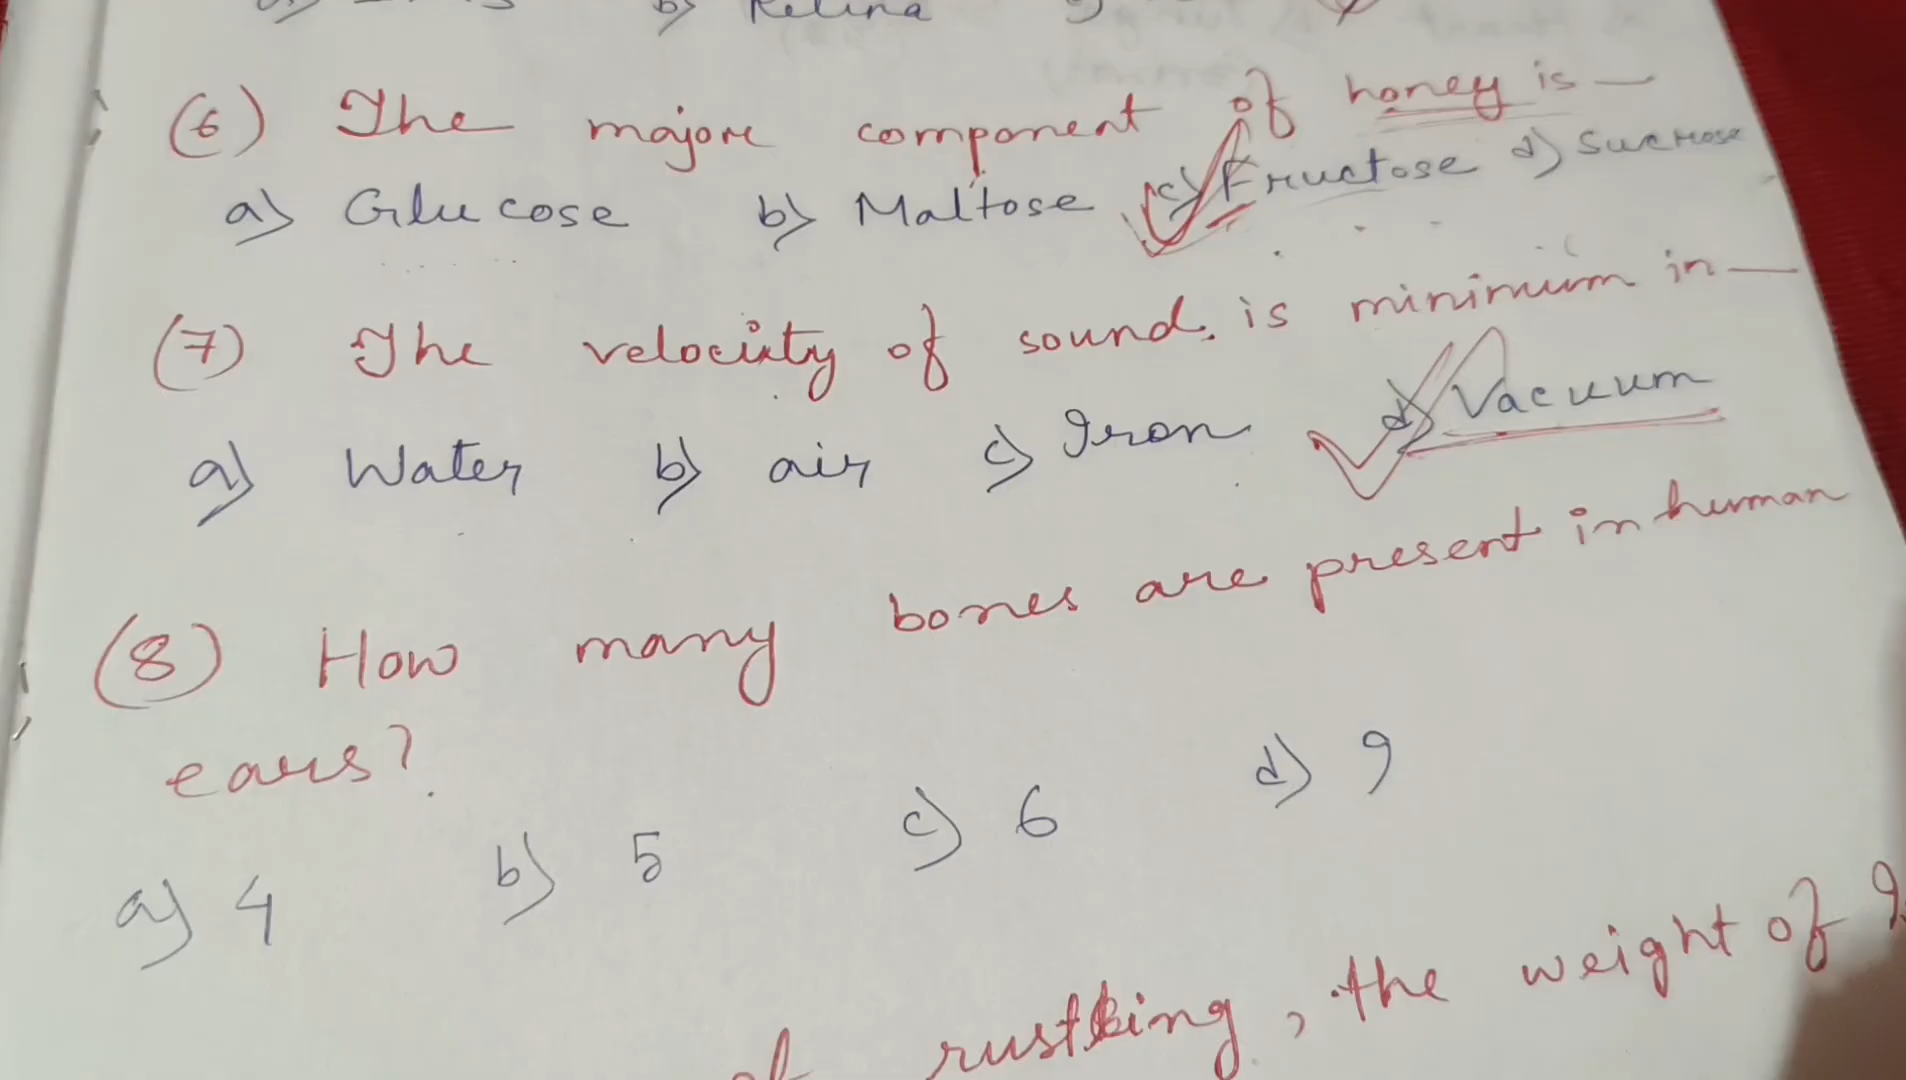 b) Retina
(6) The major component of honey is —
a) Glucose b) Maltose c) Fructose d) Sucrose
(7) The velocity of sound is minimum in —
a) Water b) air c) Iron d) Vacuum
(8) How many bones are present in human
ears?
a) 4 b) 5 c) 6 d) 9
rusting, the weight of